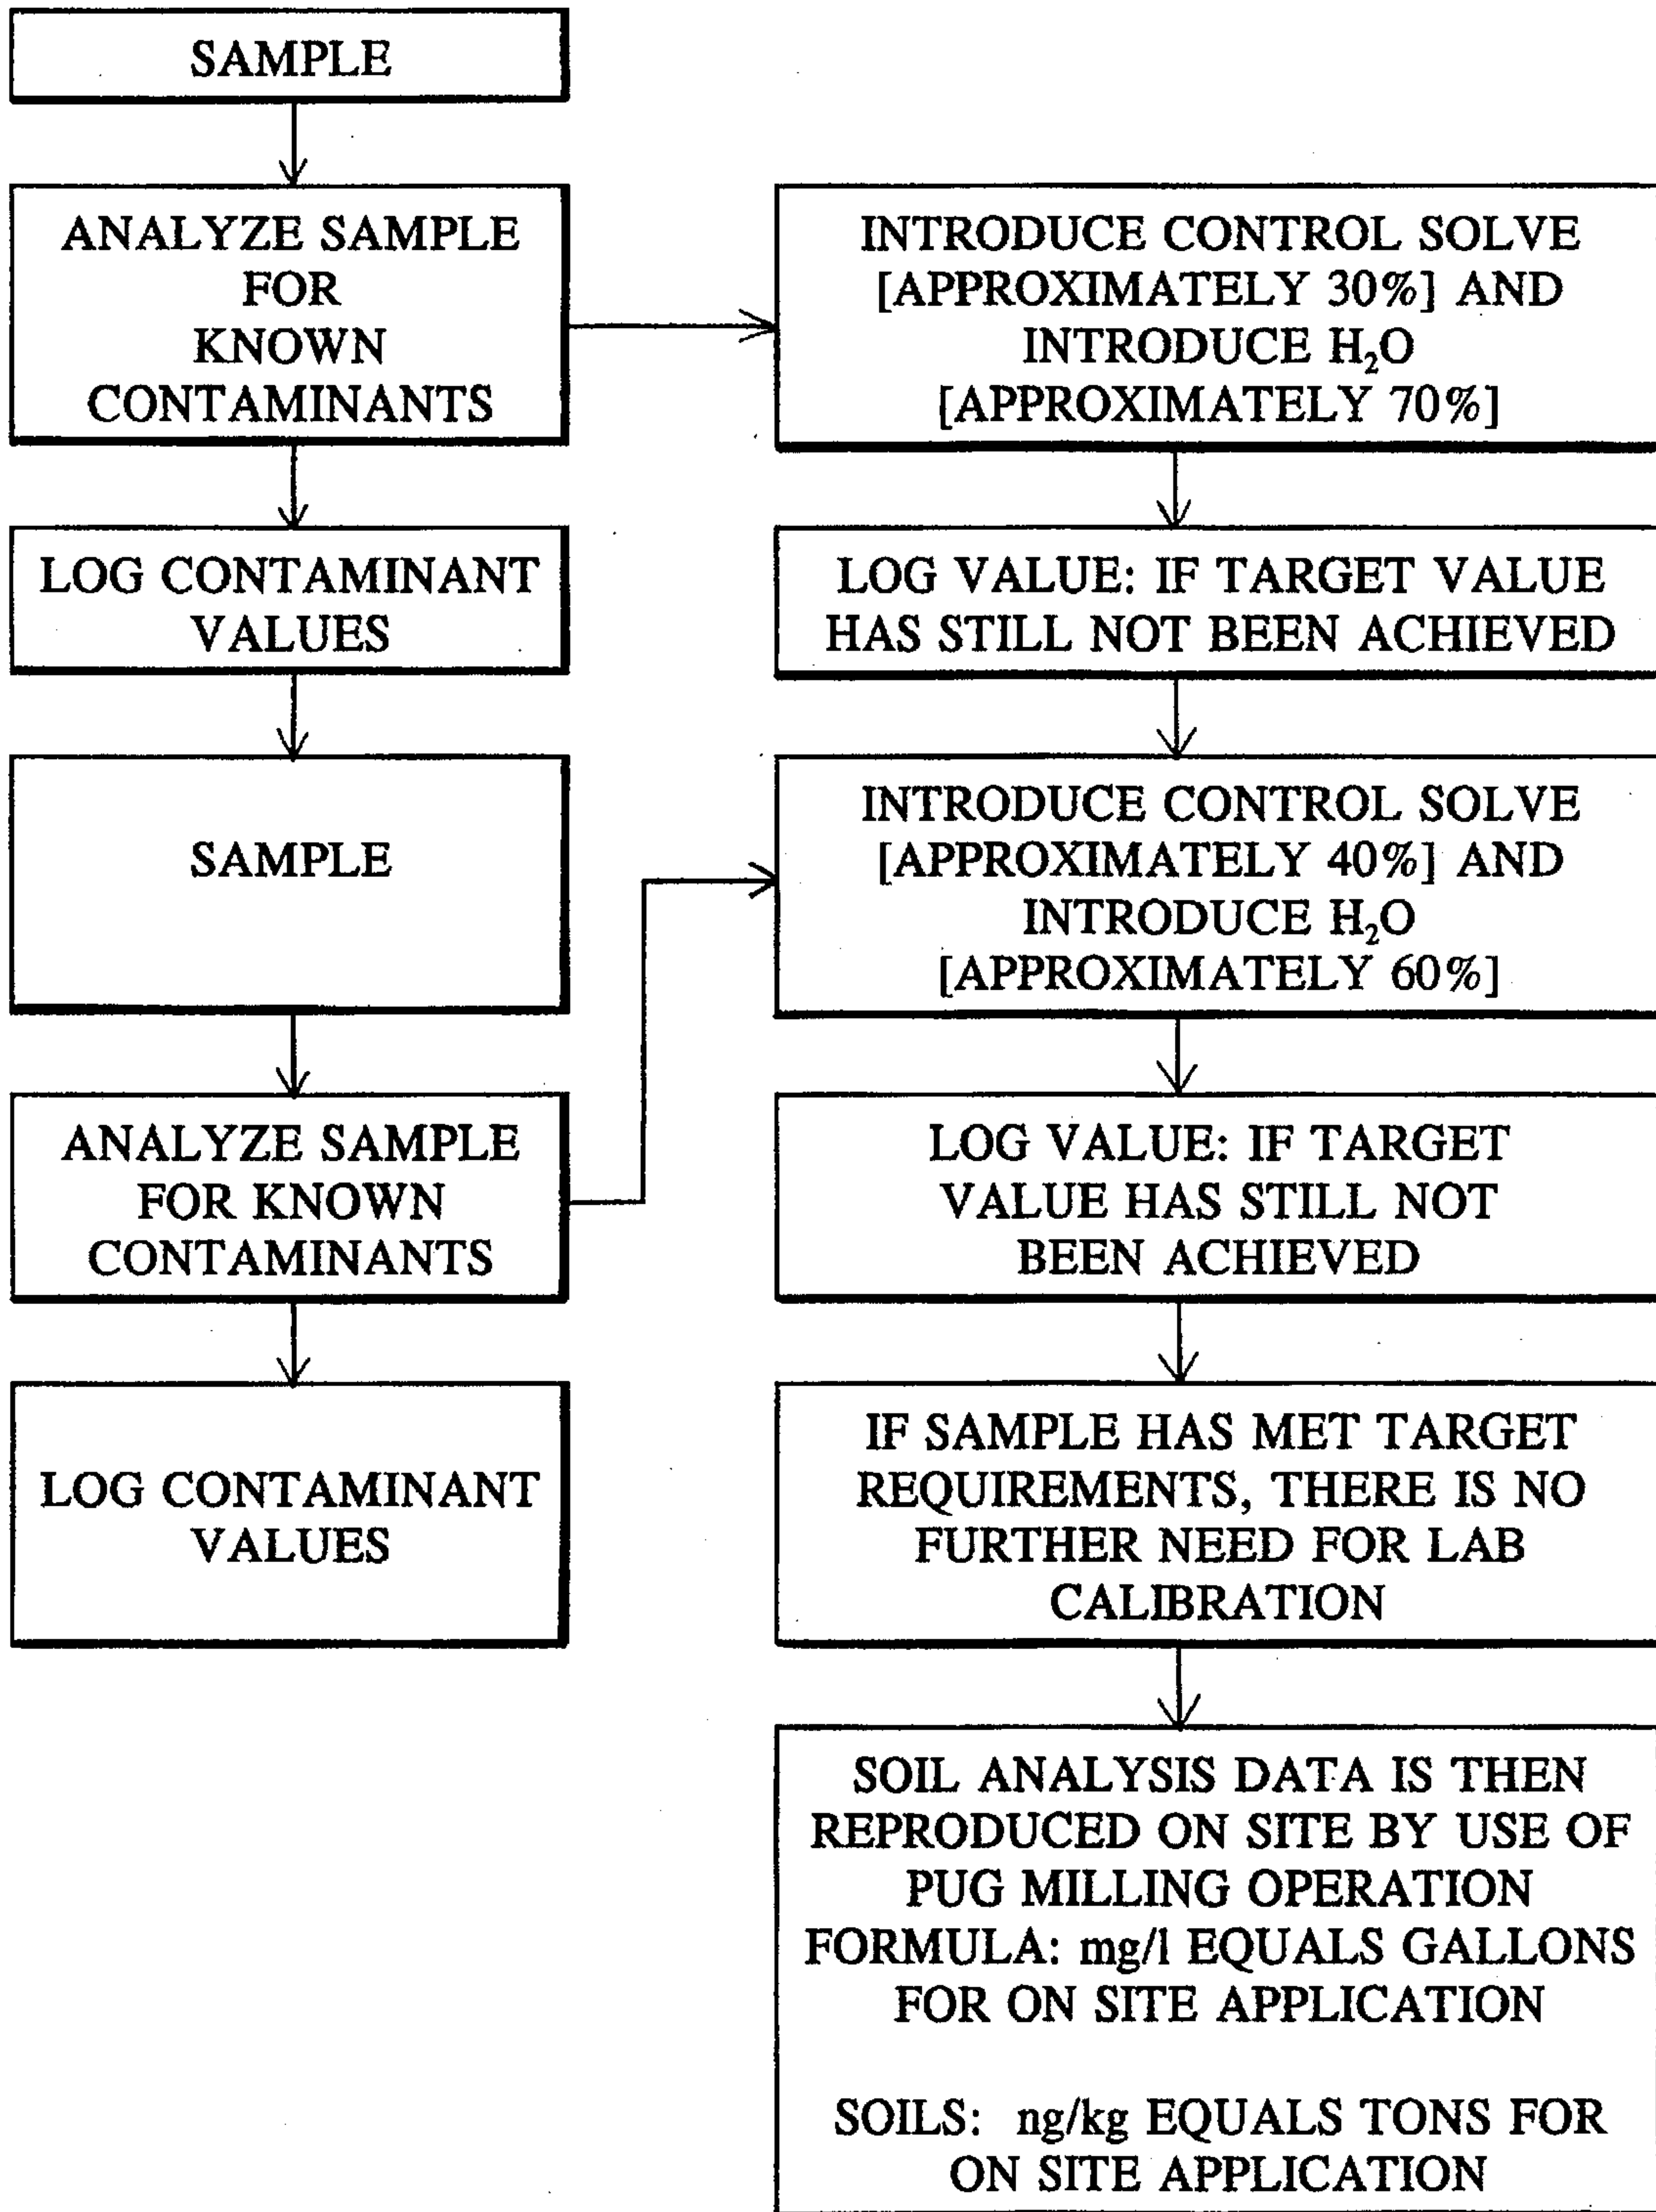 SAMPLE
ANALYZE SAMPLE
FOR
KNOWN
CONTAMINANTS
LOG CONTAMINANT
VALUES
SAMPLE
ANALYZE SAMPLE
FOR KNOWN
CONTAMINANTS
LOG CONTAMINANT
VALUES
INTRODUCE CONTROL SOLVE
[APPROXIMATELY 30%] AND
INTRODUCE H₂O
[APPROXIMATELY 70%]
LOG VALUE: IF TARGET VALUE
HAS STILL NOT BEEN ACHIEVED
INTRODUCE CONTROL SOLVE
[APPROXIMATELY 40%] AND
INTRODUCE H₂O
[APPROXIMATELY 60%]
LOG VALUE: IF TARGET
VALUE HAS STILL NOT
BEEN ACHIEVED
IF SAMPLE HAS MET TARGET
REQUIREMENTS, THERE IS NO
FURTHER NEED FOR LAB
CALIBRATION
SOIL ANALYSIS DATA IS THEN
REPRODUCED ON SITE BY USE OF
PUG MILLING OPERATION
FORMULA: mg/l EQUALS GALLONS
FOR ON SITE APPLICATION
SOILS: ng/kg EQUALS TONS FOR
ON SITE APPLICATION